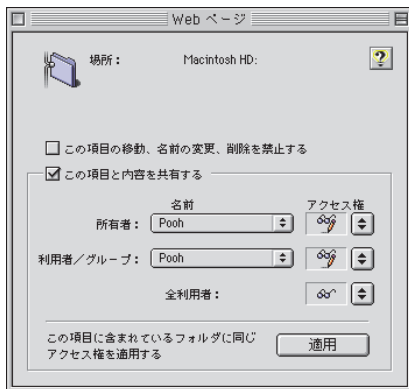 Web ページ
場所： Macintosh HD:
?
この項目の移動、名前の変更、削除を禁止する
この項目と内容を共有する
名前 アクセス権
所有者： Pooh
利用者／グループ： Pooh
全利用者：
この項目に含まれているフォルダに同じ
アクセス権を適用する
適用